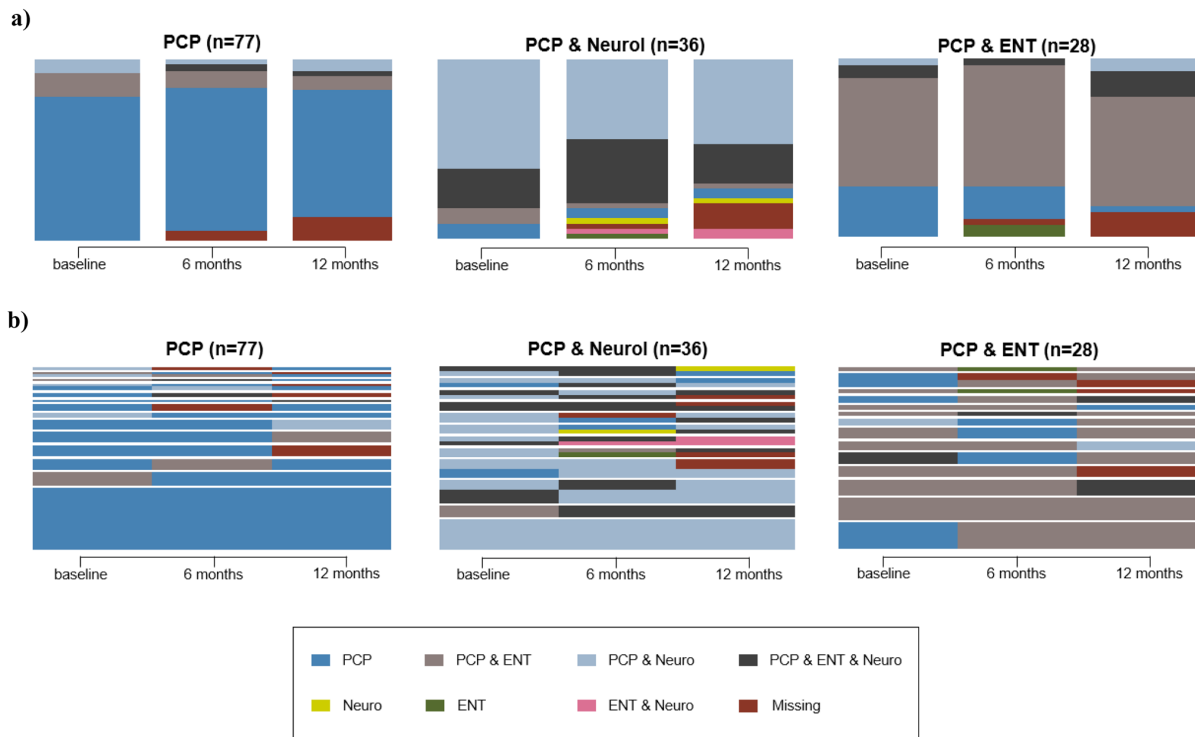 a)
PCP (n=77)
PCP & Neurol (n=36)
PCP & ENT (n=28)
baseline 6 months 12 months
baseline 6 months 12 months
baseline 6 months 12 months
b)
PCP (n=77)
PCP & Neurol (n=36)
PCP & ENT (n=28)
baseline 6 months 12 months
baseline 6 months 12 months
baseline 6 months 12 months
PCP PCP & ENT PCP & Neuro PCP & ENT & Neuro
Neuro ENT ENT & Neuro Missing